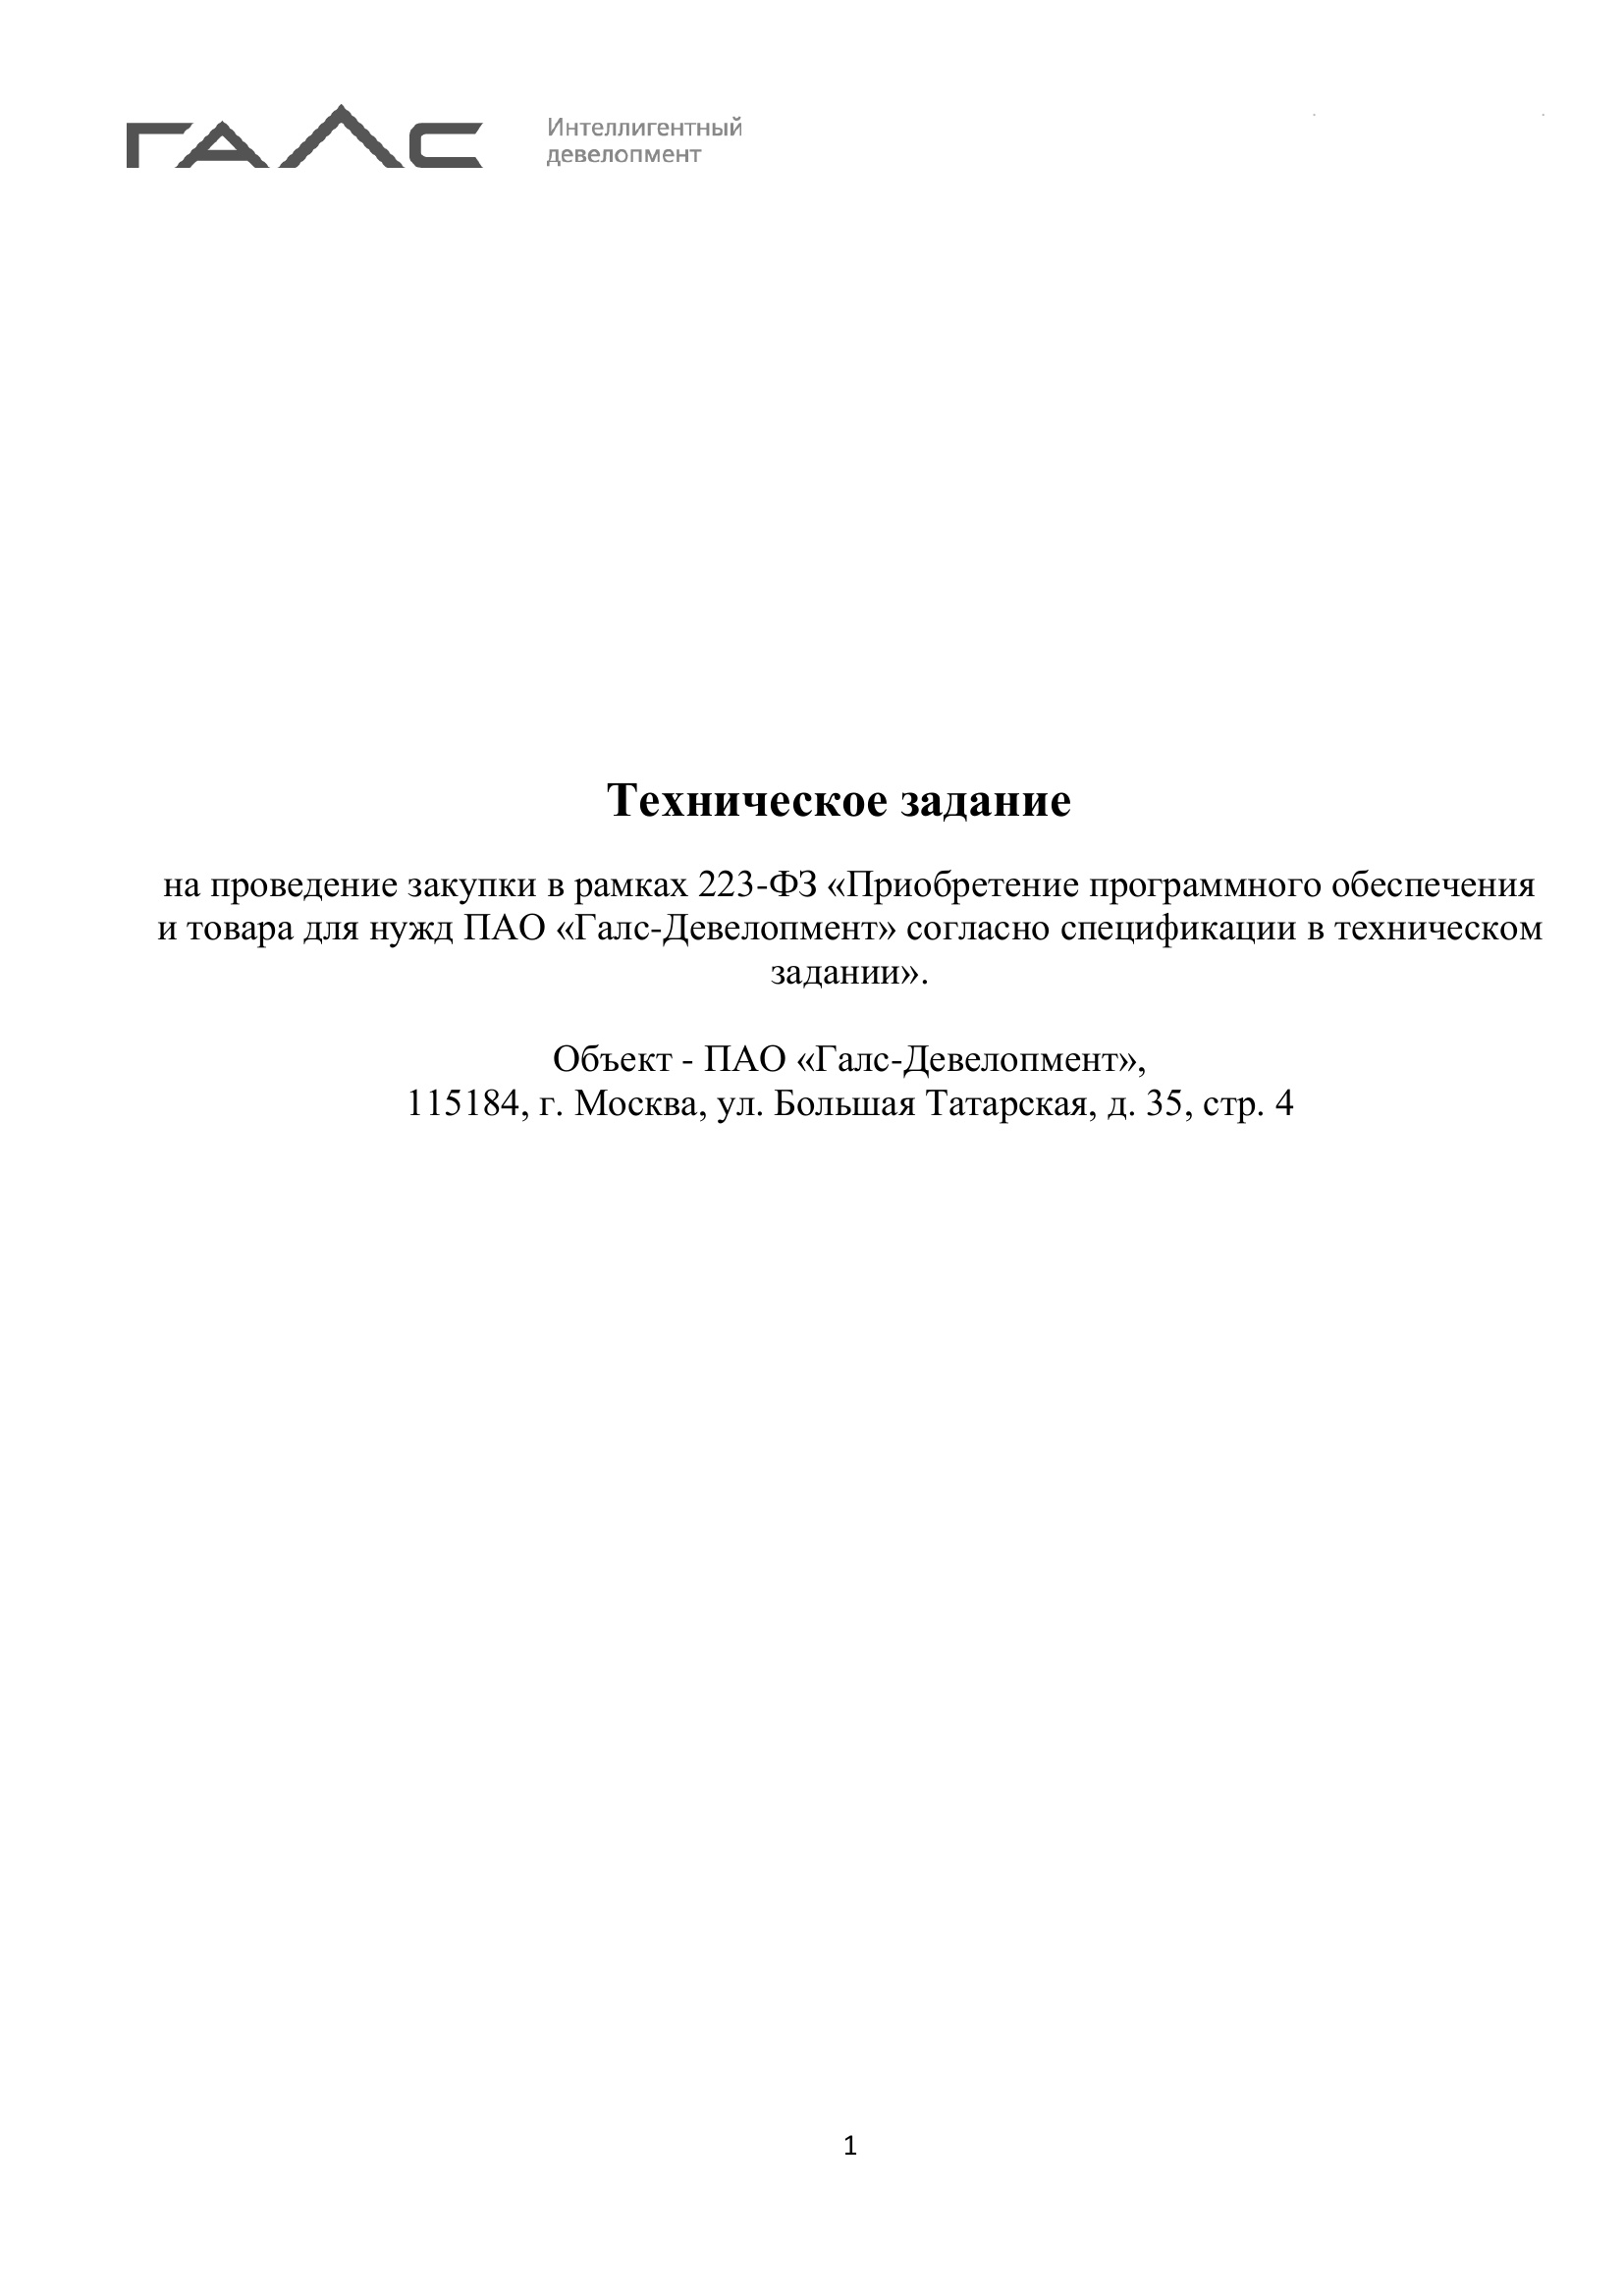 ГАЛС
Интеллигентный
девелопмент
Техническое задание
на проведение закупки в рамках 223-ФЗ «Приобретение программного обеспечения
и товара для нужд ПАО «Галс-Девелопмент» согласно спецификации в техническом
задании».
Объект - ПАО «Галс-Девелопмент»,
115184, г. Москва, ул. Большая Татарская, д. 35, стр. 4
1